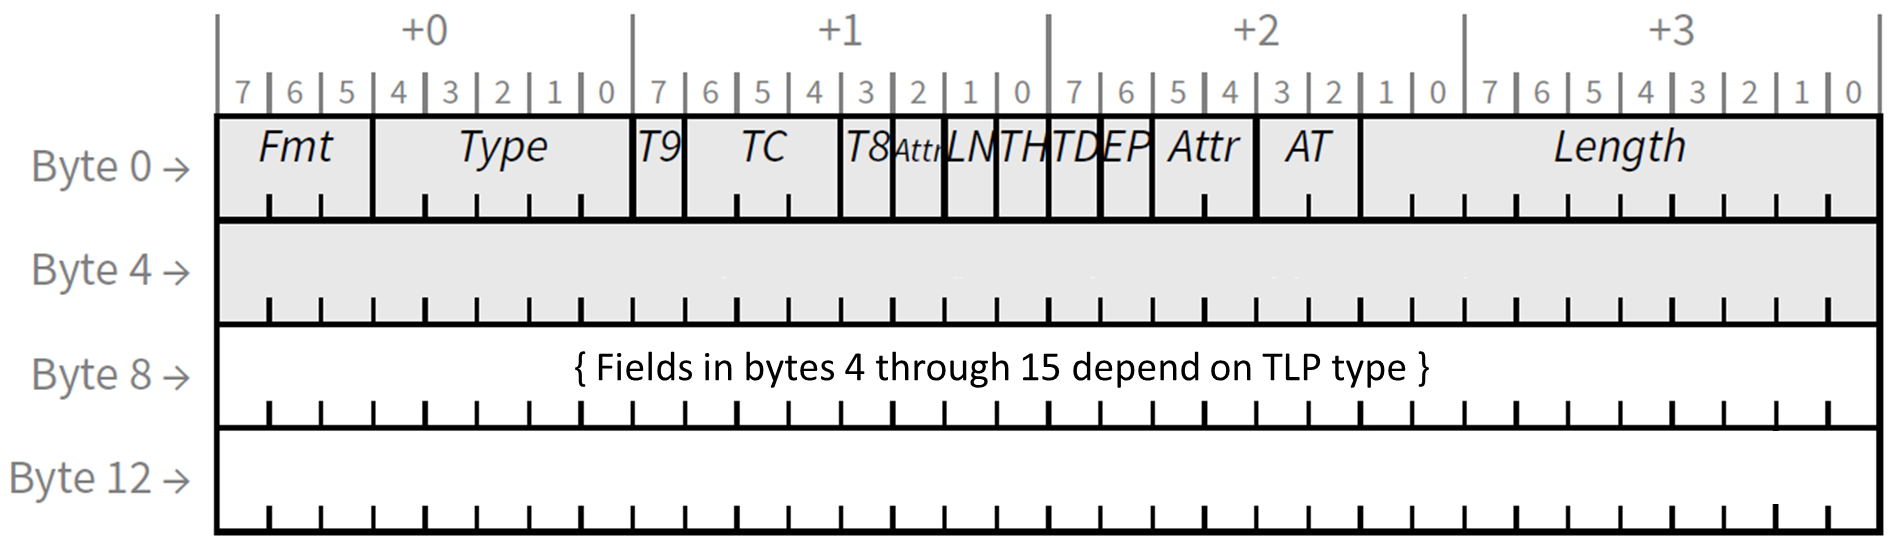 +0 +1 +2 +3
7 6 5 4 3 2 1 0 7 6 5 4 3 2 1 0 7 6 5 4 3 2 1 0 7 6 5 4 3 2 1 0
Byte 0 → Fmt Type T9 TC T8 Attr LN TH TD EP Attr AT Length
Byte 4 →
Byte 8 → { Fields in bytes 4 through 15 depend on TLP type }
Byte 12 →